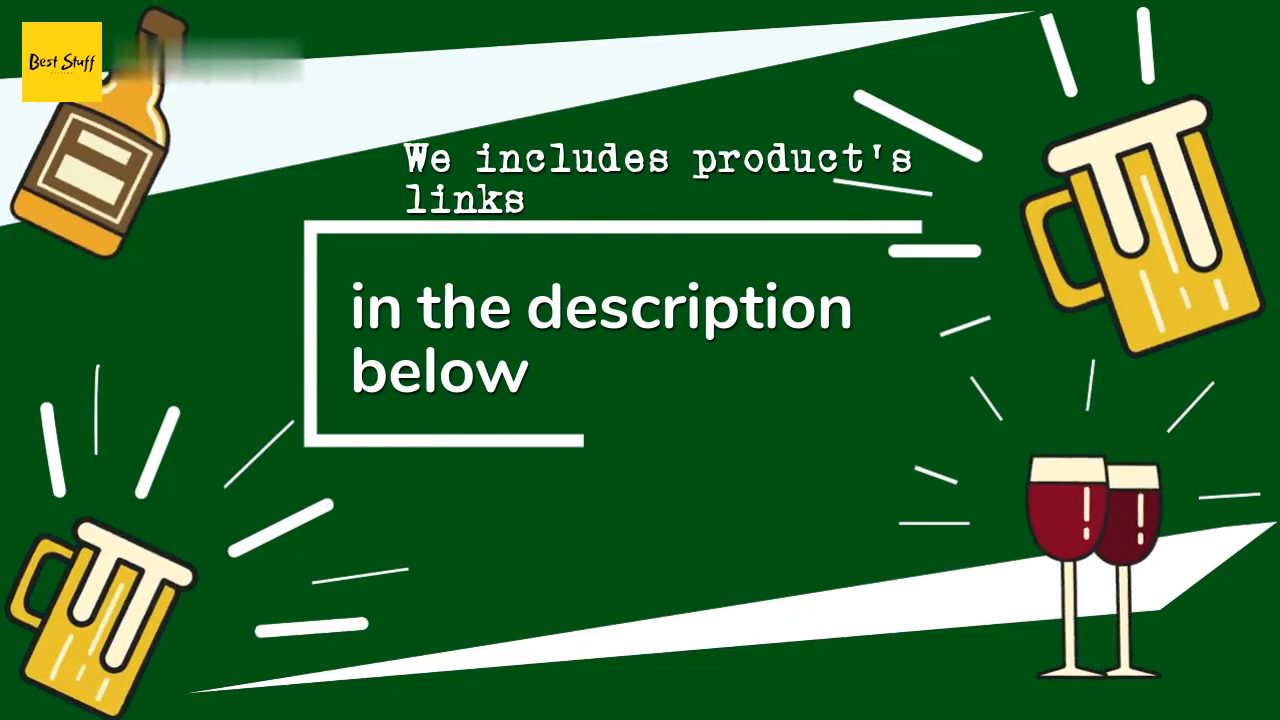 Best Stuff
We includes product's
links
in the description
below